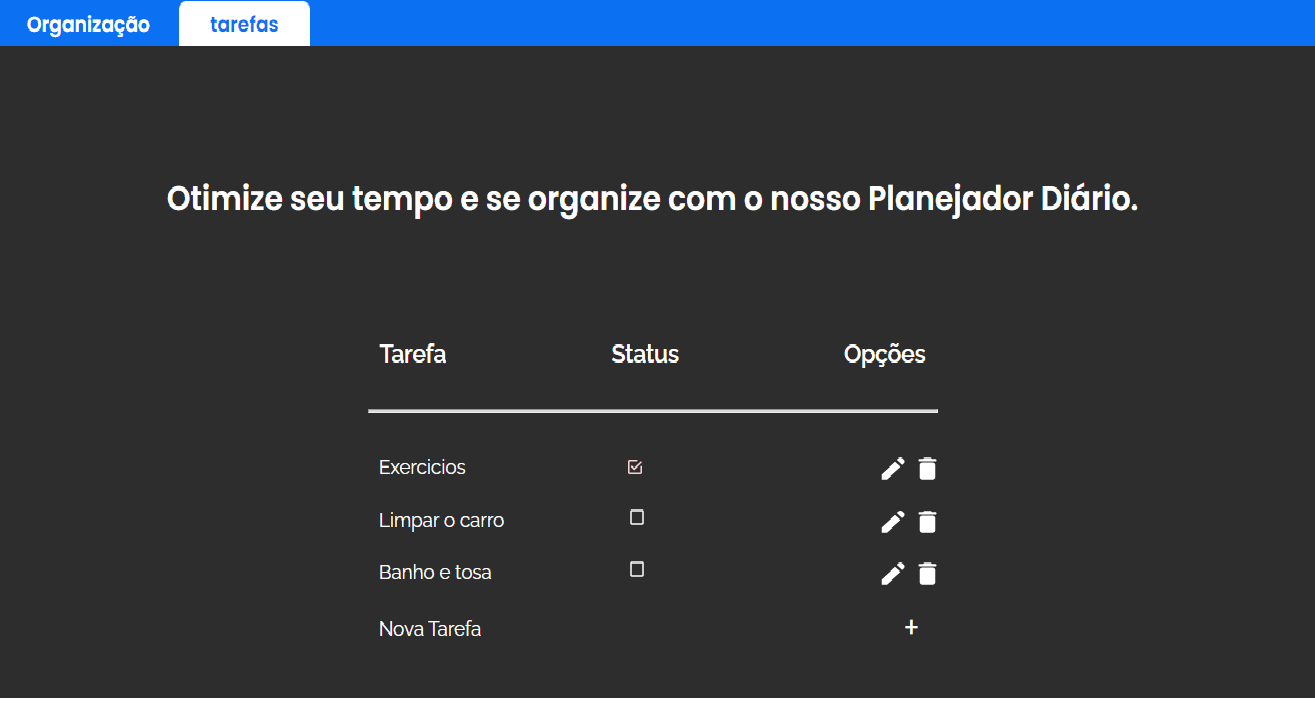 Organização tarefas
Otimize seu tempo e se organize com o nosso Planejador Diário.
Tarefa Status Opções
Exercicios
Limpar o carro
Banho e tosa
Nova Tarefa +